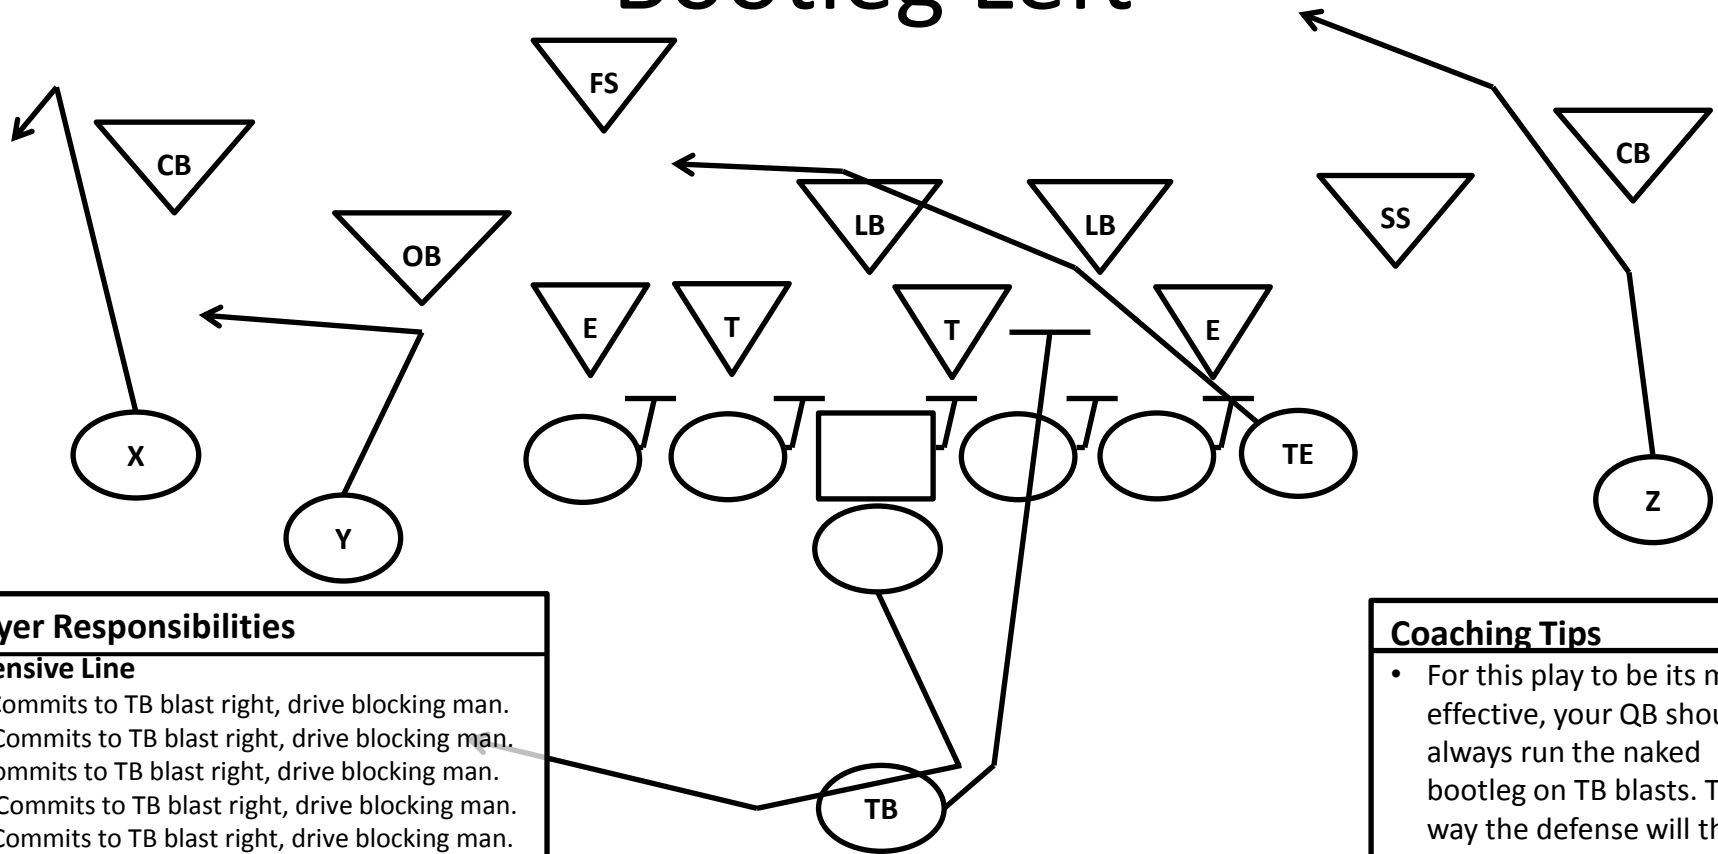 Bootleg Left
FS
CB
CB
LB
LB
SS
OB
E
T
T
E
X
TE
Z
Y
TB
yer Responsibilities
ensive Line
Commits to TB blast right, drive blocking man.
Commits to TB blast right, drive blocking man.
ommits to TB blast right, drive blocking man.
Commits to TB blast right, drive blocking man.
Commits to TB blast right, drive blocking man.
Coaching Tips
• For this play to be its m
effective, your QB shou
always run the naked
bootleg on TB blasts. T
way the defense will th